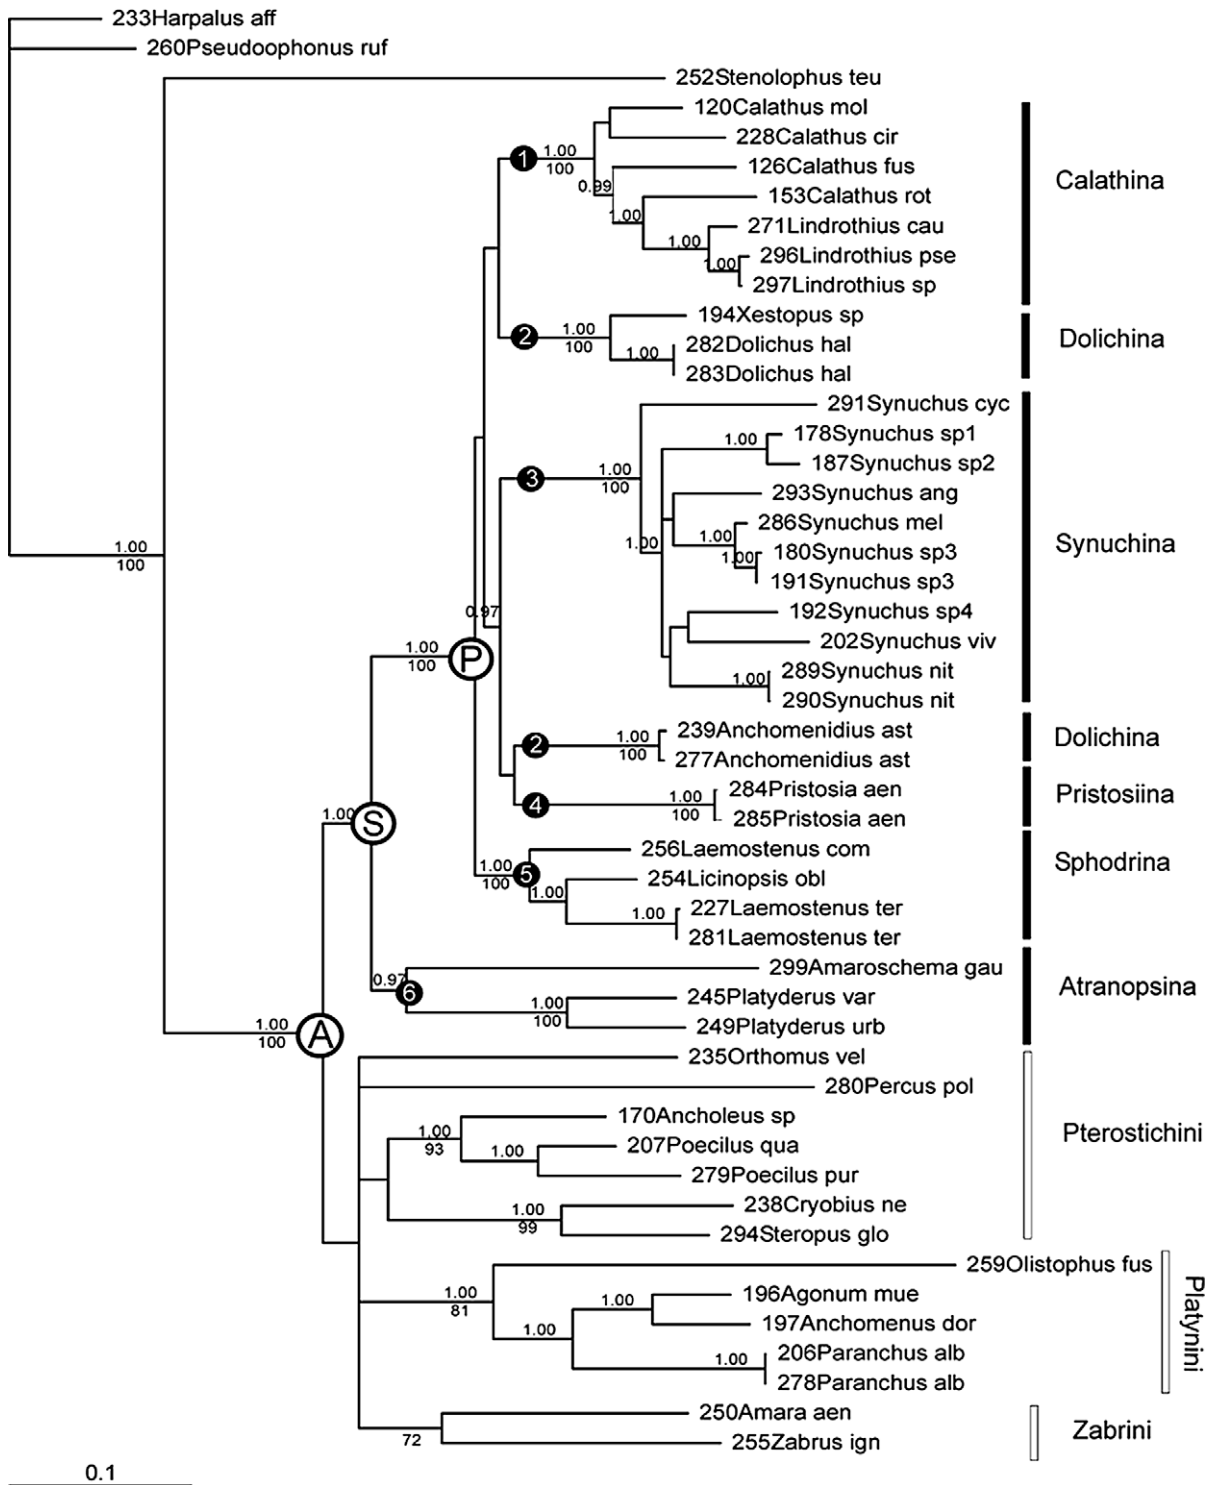 233Harpalus aff
260Pseudoophonus ruf
252Stenolophus teu
120Calathus mol
1 1.00
100
228Calathus cir
126Calathus fus
0.99
Calathina
153Calathus rot
1.00
271Lindrothius cau
1.00
296Lindrothius pse
1.00
297Lindrothius sp
194Xestopus sp
2 1.00
100
Dolichina
282Dolichus hal
1.00
283Dolichus hal
291Synuchus cyc
178Synuchus sp1
1.00
187Synuchus sp2
3 1.00
100
293Synuchus ang
286Synuchus mel
1.00
1.00
Synuchina
180Synuchus sp3
1.00
191Synuchus sp3
1.00
100
192Synuchus sp4
0.97
202Synuchus viv
1.00
100
P
289Synuchus nit
1.00
290Synuchus nit
239Anchomenidius ast
2 1.00
100
Dolichina
277Anchomenidius ast
284Pristosia aen
4 1.00
100
Pristosiina
285Pristosia aen
1.00
S
256Laemostenus com
1.00
100
5
Sphodrina
254Licinopsis obl
1.00
227Laemostenus ter
1.00
281Laemostenus ter
299Amaroschema gau
0.97
6
Atranopsina
245Platyderus var
1.00
100
249Platyderus urb
1.00
100
A
235Orthomus vel
280Percus pol
170Ancholeus sp
1.00
93
Pterostichini
207Poecilus qua
1.00
279Poecilus pur
238Cryobius ne
1.00
99
294Steropus glo
259Olistophus fus
1.00
81
196Agonum mue
1.00
197Anchomenus dor
1.00
Platynini
206Paranchus alb
1.00
278Paranchus alb
250Amara aen
72
Zabrini
255Zabrus ign
0.1